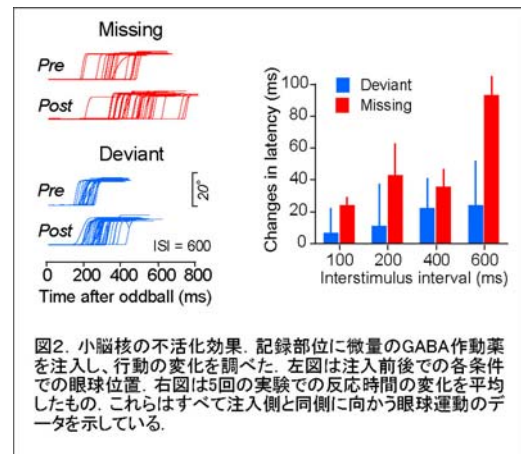 Missing
Pre
Post
Deviant
Pre
Post
20°
ISI = 600
0 200 400 600 800
Time after oddball (ms)
Changes in latency (ms)
100
80
60
40
20
0
Deviant
Missing
100 200 400 600
Interstimulus interval (ms)
図2. 小脳核の不活化効果. 記録部位に微量のGABA作動薬
を注入し、行動の変化を調べた. 左図は注入前後での各条件
での眼球位置. 右図は5回の実験での反応時間の変化を平均
したもの. これらはすべて注入側と同側に向かう眼球運動のデ
ータを示している.